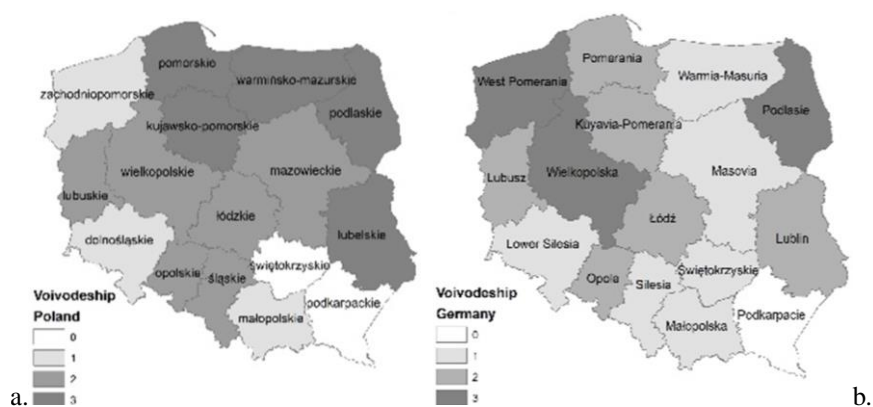 pomorskie
warmińsko-mazurskie
zachodniopomorskie
podlaskie
kujawsko-pomorskie
wielkopolskie
mazowieckie
lubuskie
łódzkie
lubelskie
dolnośląskie
opolskie
śląskie
świętokrzyskie
podkarpackie
małopolskie
Voivodeship
Poland
0
1
2
3
a.
Pomerania
West Pomerania
Warmia-Masuria
Podlasie
Kuyavia-Pomerania
Lubusz
Wielkopolska
Masovia
Łódź
Lublin
Lower Silesia
Opola
Silesia
Świętokrzyskie
Podkarpacie
Małopolska
Voivodeship
Germany
0
1
2
3
b.